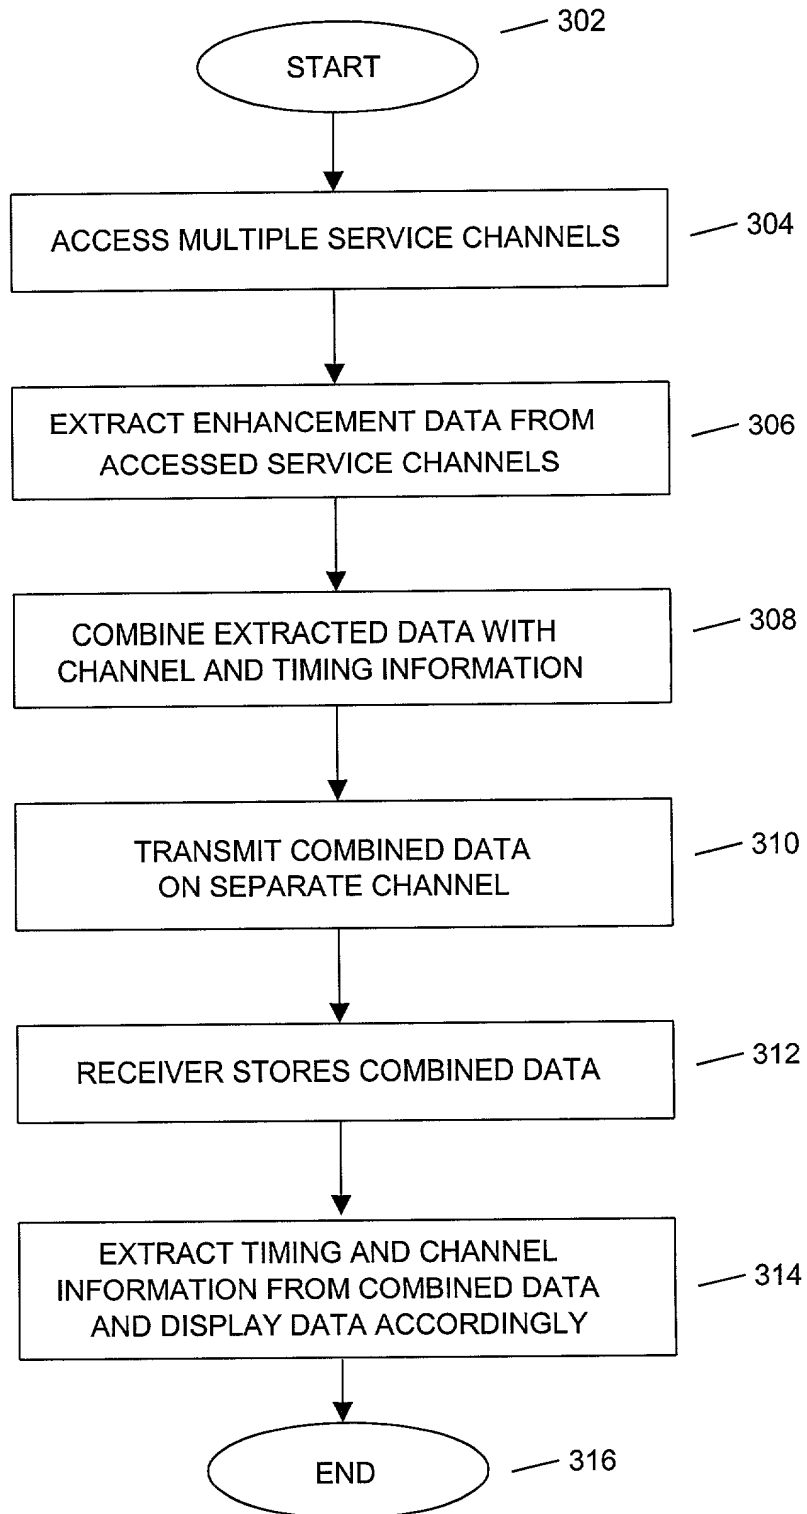 302
START
ACCESS MULTIPLE SERVICE CHANNELS
304
EXTRACT ENHANCEMENT DATA FROM
ACCESSED SERVICE CHANNELS
306
COMBINE EXTRACTED DATA WITH
CHANNEL AND TIMING INFORMATION
308
TRANSMIT COMBINED DATA
ON SEPARATE CHANNEL
310
RECEIVER STORES COMBINED DATA
312
EXTRACT TIMING AND CHANNEL
INFORMATION FROM COMBINED DATA
AND DISPLAY DATA ACCORDINGLY
314
END
316